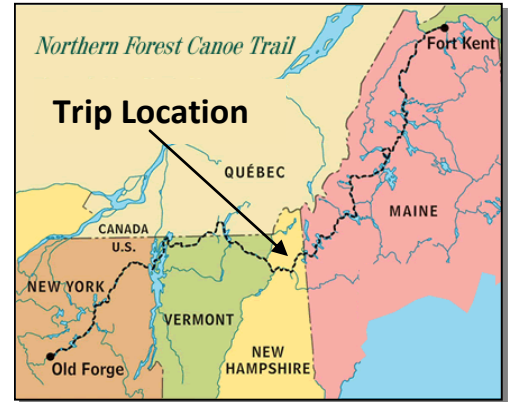 Northern Forest Canoe Trail
Fort Kent
Trip Location
QUÉBEC
MAINE
CANADA
U.S.
NEW YORK
VERMONT
Old Forge
NEW
HAMPSHIRE